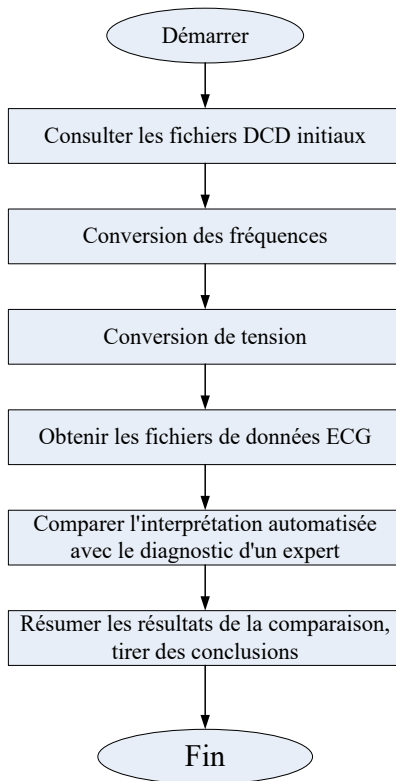 Démarrer
Consulter les fichiers DCD initiaux
Conversion des fréquences
Conversion de tension
Obtenir les fichiers de données ECG
Comparer l'interprétation automatisée
avec le diagnostic d'un expert
Résumer les résultats de la comparaison,
tirer des conclusions
Fin